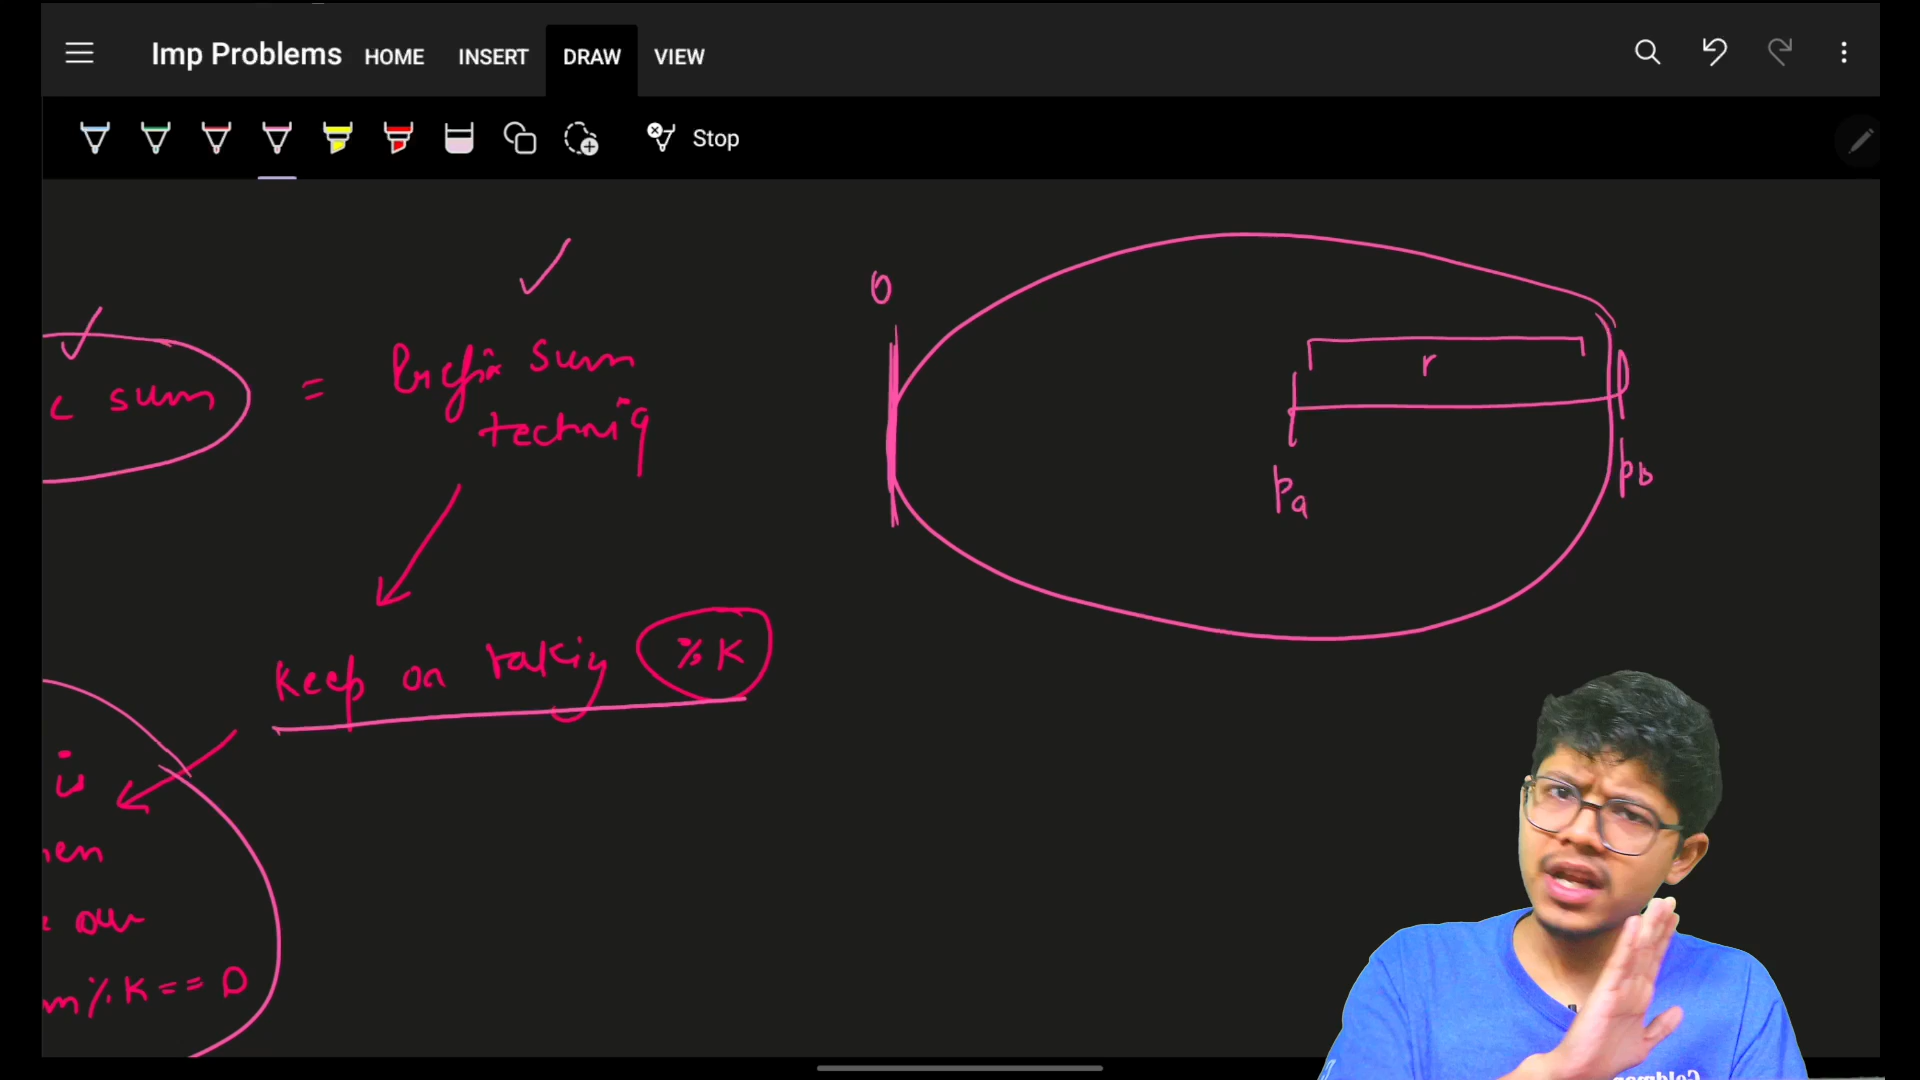 Imp Problems HOME INSERT DRAW VIEW
Stop
c sum = Prefix sum
techniq
Keep on taking % K
is
hen
our
m % K == 0
0
r
Pa
Pb